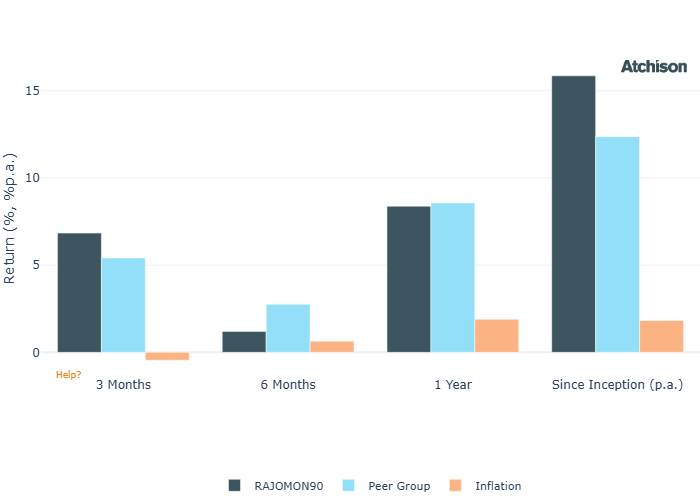 Atchison
15
10
5
0
Return (%, %p.a.)
Help?
3 Months
6 Months
1 Year
Since Inception (p.a.)
RAJOMON90
Peer Group
Inflation